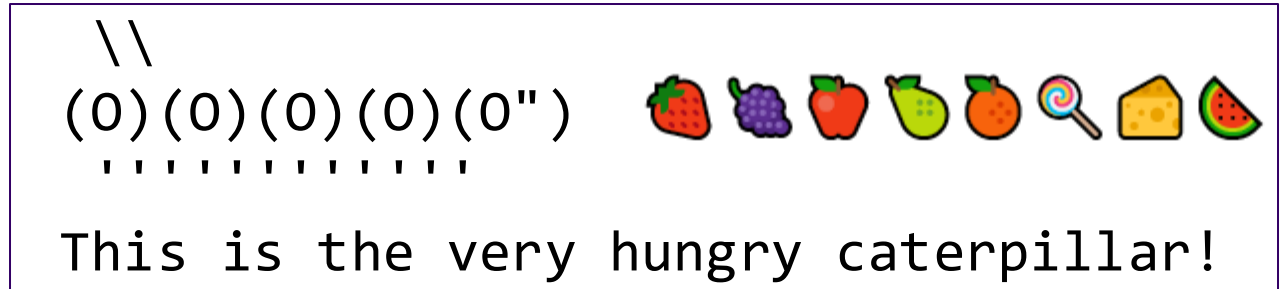 \\
(O)(O)(O)(O)(O") 🍓🍇🍎🍐🍊🍭🧀🍉
 ' ' ' ' ' ' ' ' ' ' ' '
This is the very hungry caterpillar!